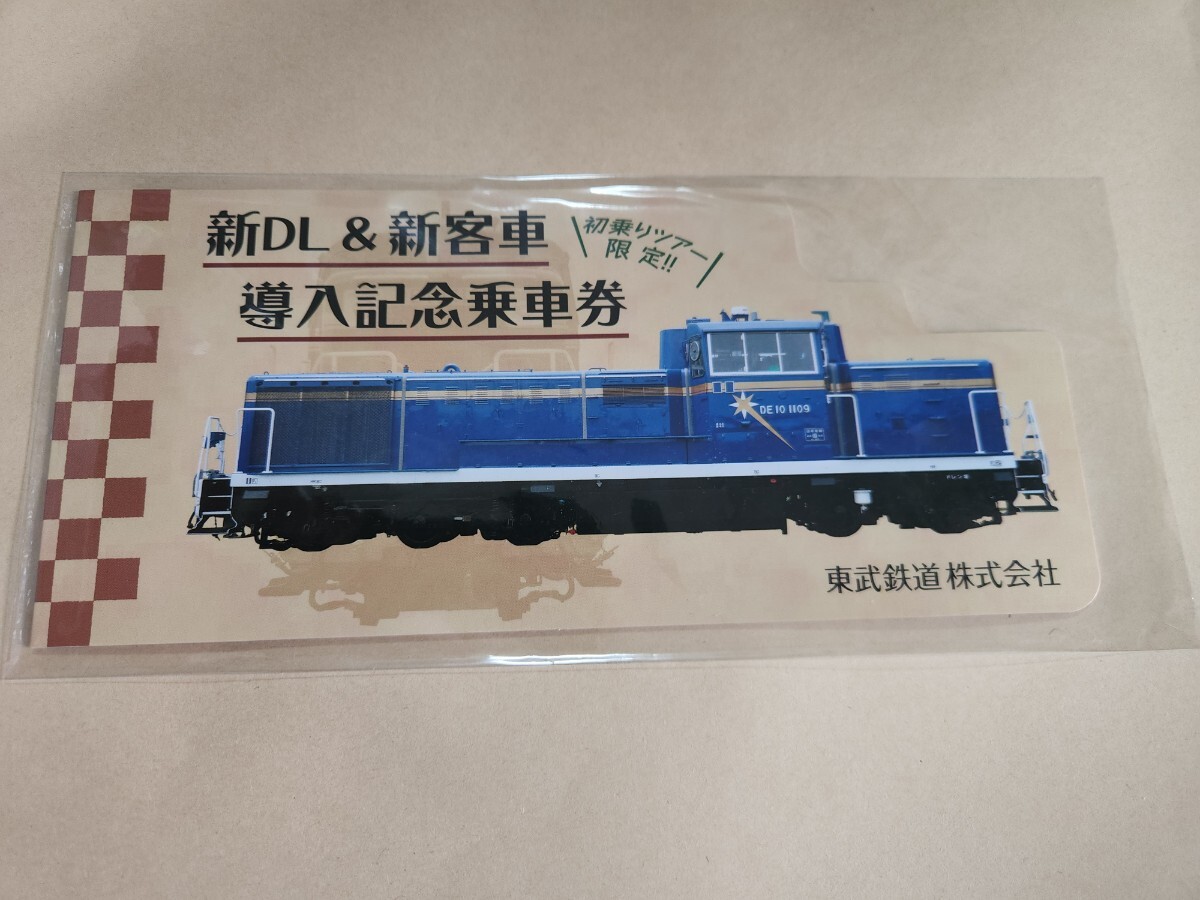 新DL & 新客車
導入記念乗車券
初乗りツアー
限定!!
DE10 1109
東武鉄道株式会社